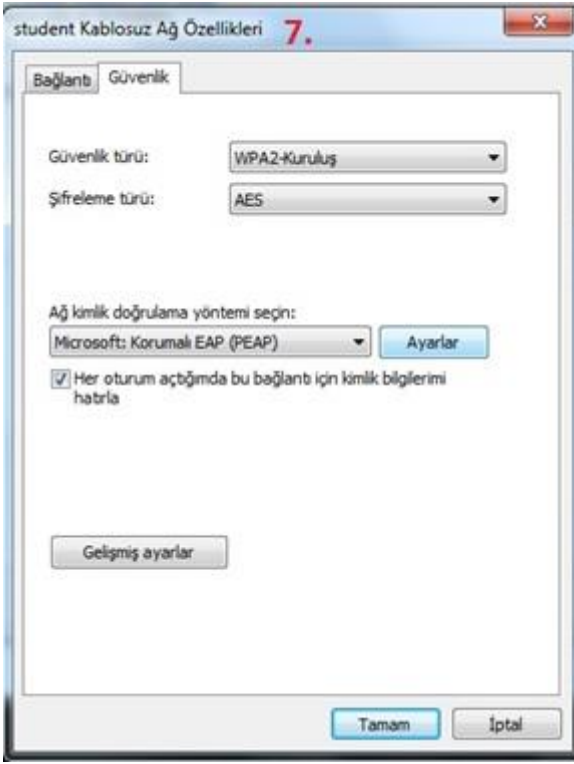 student Kablosuz Ağ Özellikleri 7.
Bağlantı Güvenlik
Güvenlik türü: WPA2-Kuruluş
Şifreleme türü: AES
Ağ kimlik doğrulama yöntemi seçin:
Microsoft: Korumalı EAP (PEAP) Ayarlar
Her oturum açtığımda bu bağlantı için kimlik bilgilerimi
hatırla
Gelişmiş ayarlar
Tamam İptal